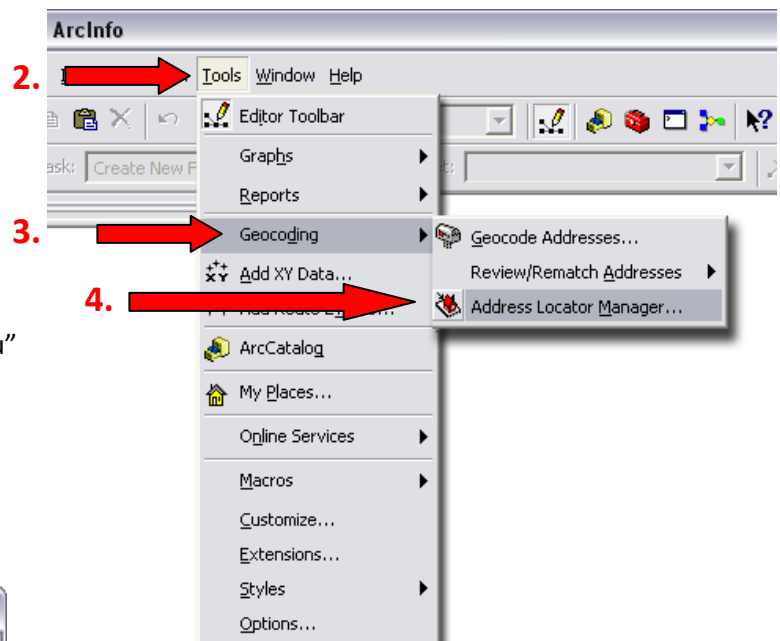 ArcInfo
2.
Tools Window Help
Editor Toolbar
ask: Create New F
Graphs
Reports
3.
Geocoding
Geocode Addresses...
Add XY Data...
Review/Rematch Addresses
4.
Address Locator Manager...
ArcCatalog
My Places...
Online Services
Macros
Customize...
Extensions...
Styles
Options...